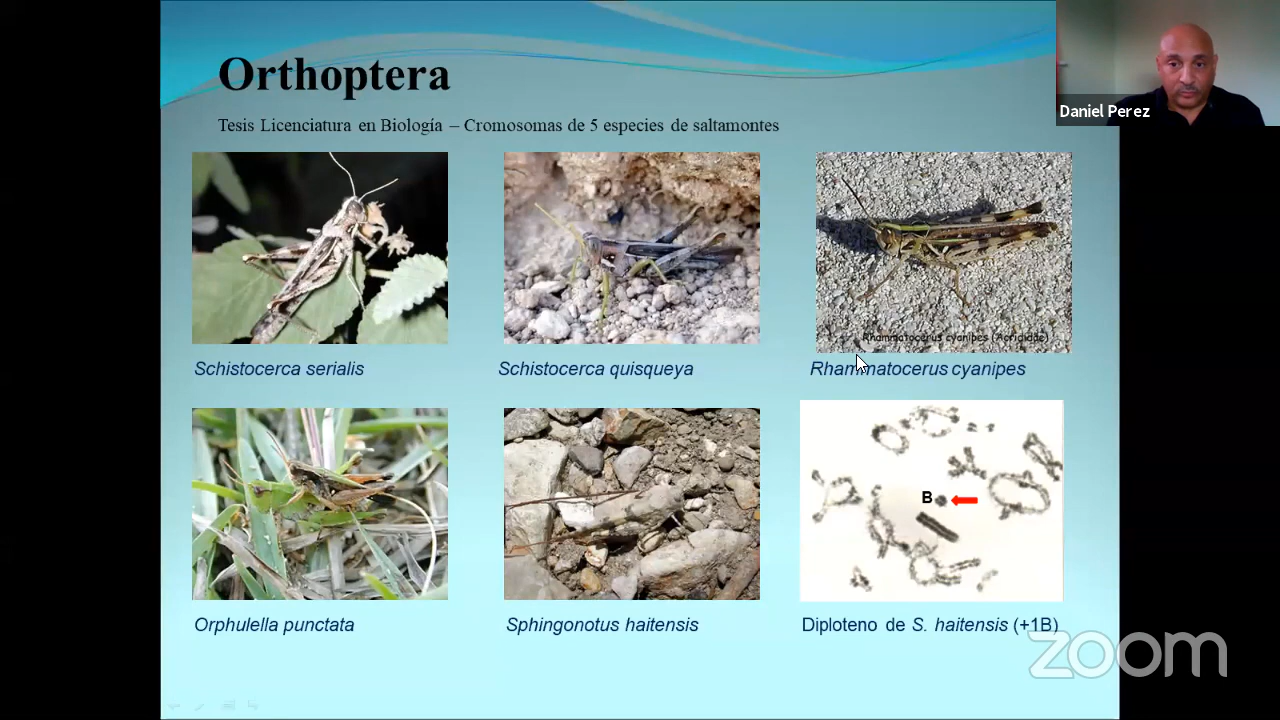 Orthoptera
Daniel Perez
Tesis Licenciatura en Biología – Cromosomas de 5 especies de saltamontes
Rhammatocerus cyanipes (Acrididae)
Schistocerca serialis
Schistocerca quisqueya
Rhammatocerus cyanipes
B
Orphulella punctata
Sphingonotus haitensis
Diploteno de S. haitensis (+1B)
zoom